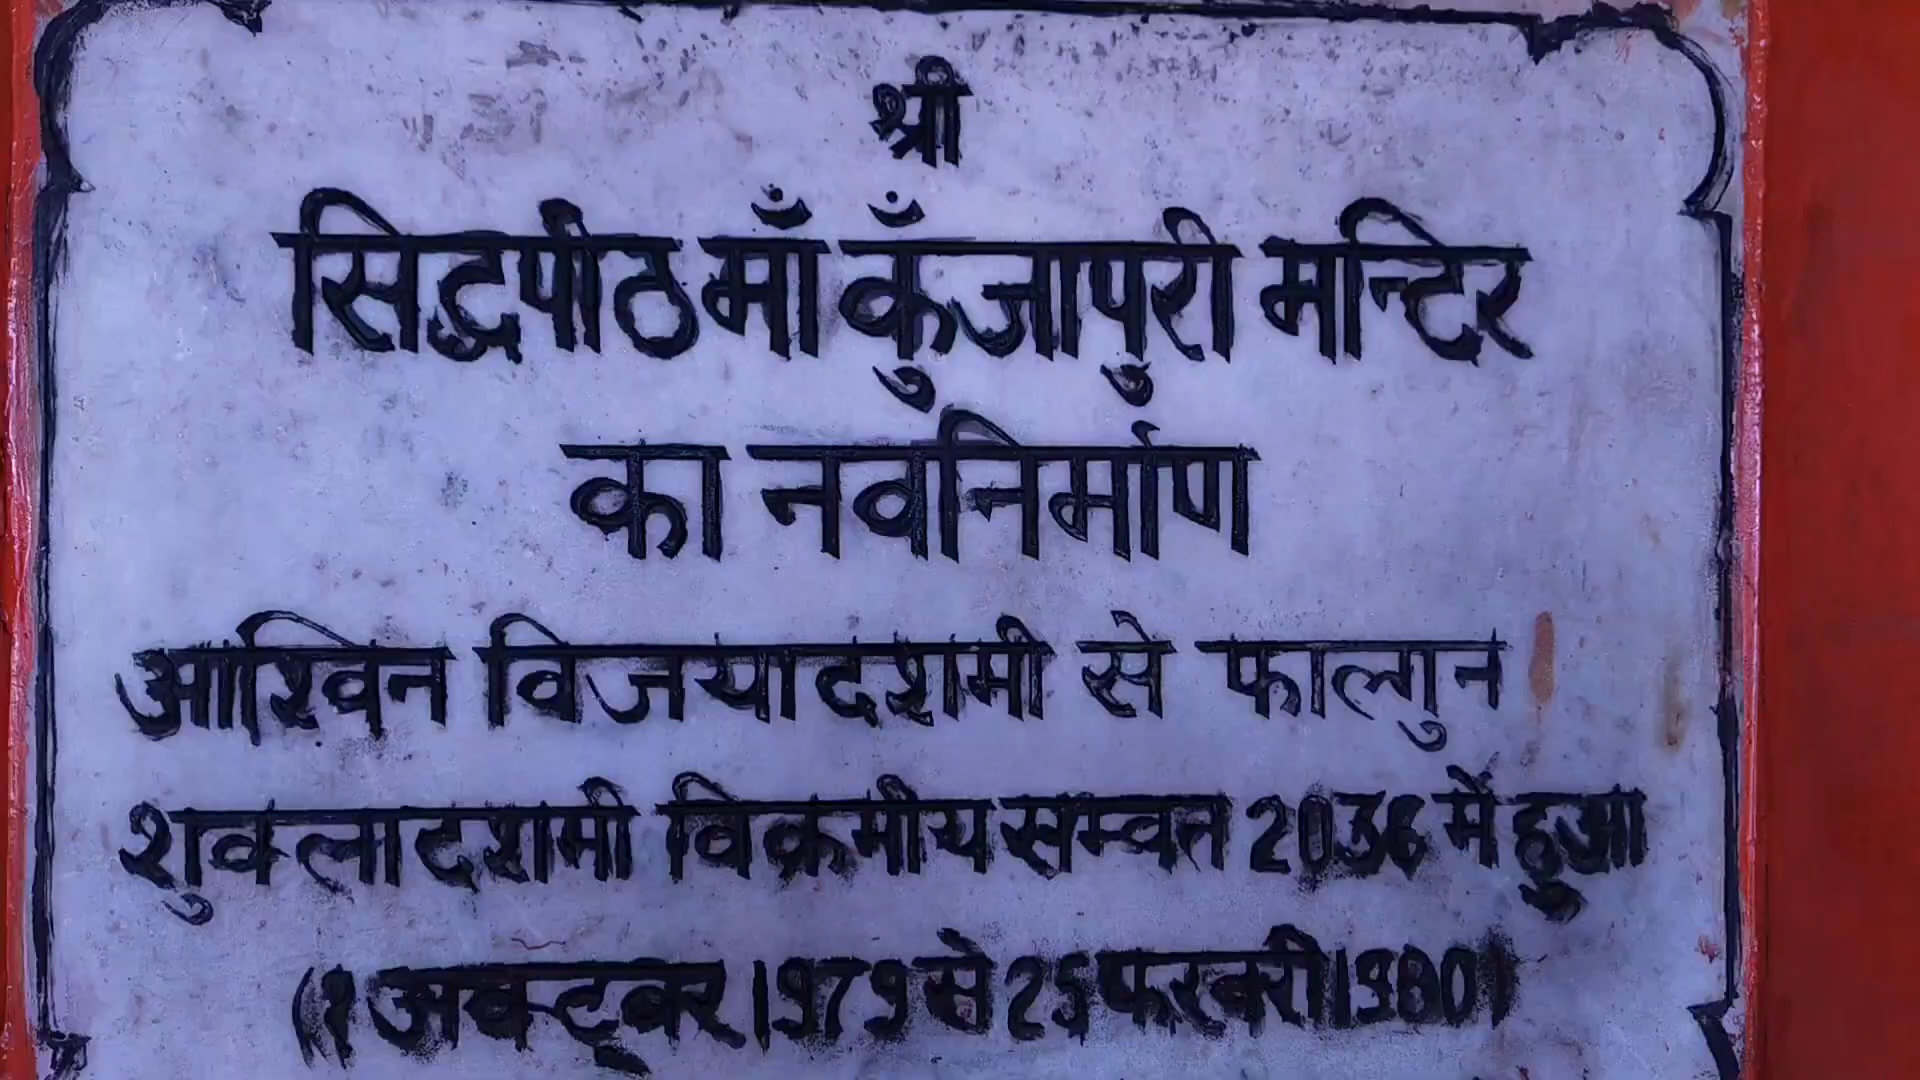 श्री
सिद्धपीठ माँ कुँजापुरी मन्दिर
का नवनिर्माण
आश्विन विजयादशमी से फाल्गुन
शुक्लादशमी विक्रमीय सम्वत 2036 में हुआ
(१ अक्टूबर 1979 से 25 फरवरी 1980)